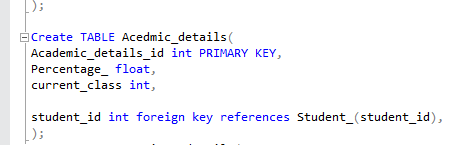 );
Create TABLE Acedmic_details(
Academic_details_id int PRIMARY KEY,
Percentage_ float,
current_class int,
student_id int foreign key references Student_(student_id),
);